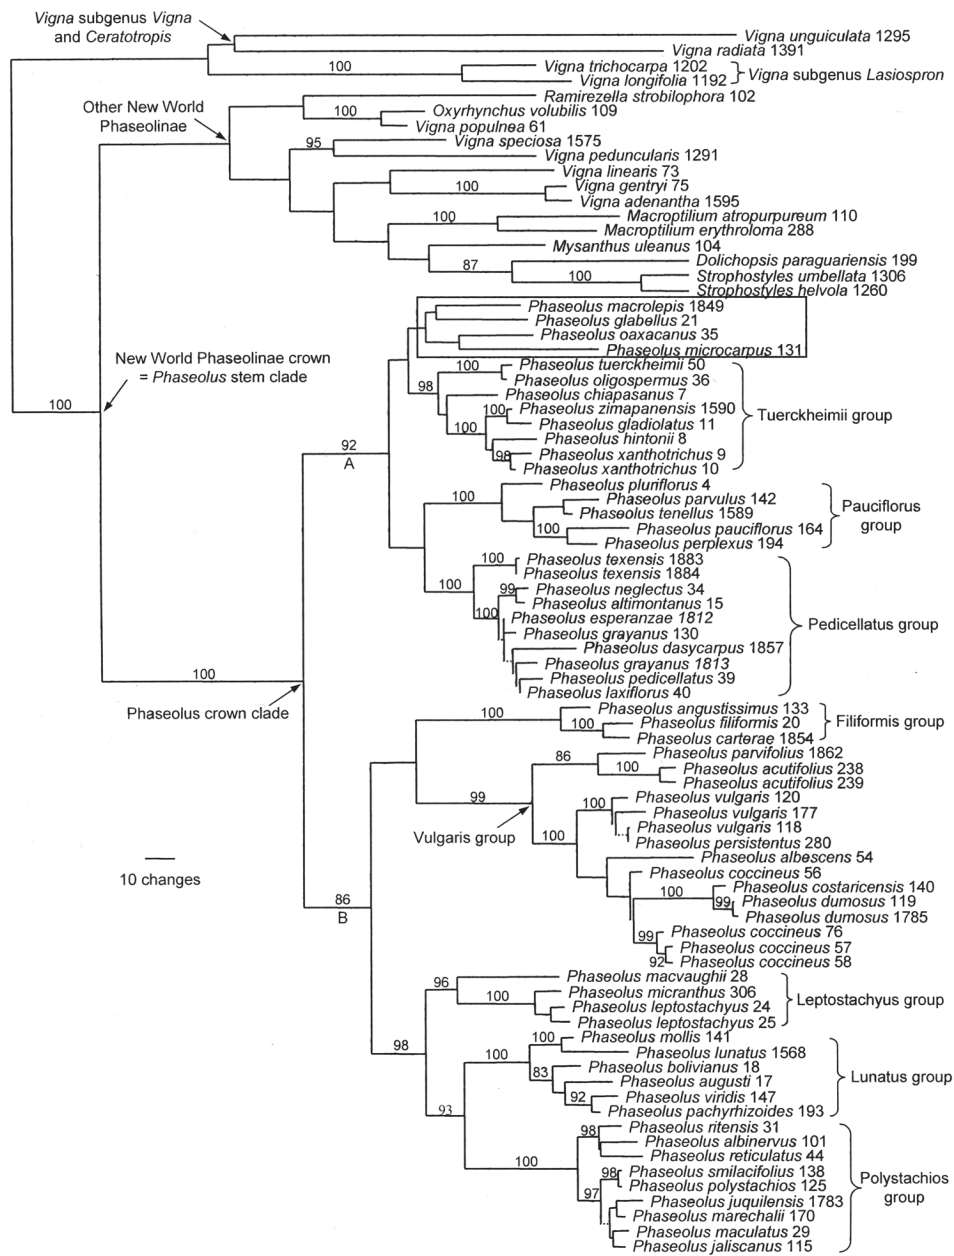 Vigna subgenus Vigna
and Ceratotropis
Vigna unguiculata 1295
Vigna radiata 1391
100
Vigna trichocarpa 1202
Vigna longifolia 1192
Vigna subgenus Lasiospron
Other New World
Phaseolinae
Ramirezella strobilophora 102
100
Oxyrhynchus volubilis 109
Vigna populnea 61
95
Vigna speciosa 1575
Vigna peduncularis 1291
Vigna linearis 73
100
Vigna gentryi 75
Vigna adenantha 1595
100
Macroptilium atropurpureum 110
Macroptilium erythroloma 288
Mysanthus uleanus 104
87
Dolichopsis paraguariensis 199
100
Strophostyles umbellata 1306
Strophostyles helvola 1260
Phaseolus macrolepis 1849
Phaseolus glabellus 21
Phaseolus oaxacanus 35
Phaseolus microcarpus 131
New World Phaseolinae crown
= Phaseolus stem clade
100
98
100
Phaseolus tuerckheimii 50
Phaseolus oligospermus 36
Phaseolus chiapasanus 7
100
100
Phaseolus zimapanensis 1590
Phaseolus gladiolatus 11
Phaseolus hintonii 8
98
Phaseolus xanthotrichus 9
Phaseolus xanthotrichus 10
Tuerckheimii group
92
A
100
Phaseolus pluriflorus 4
Phaseolus parvulus 142
Phaseolus tenellus 1589
100
Phaseolus pauciflorus 164
Phaseolus perplexus 194
Pauciflorus
group
100
100
Phaseolus texensis 1883
Phaseolus texensis 1884
99
100
Phaseolus neglectus 34
Phaseolus altimontanus 15
Phaseolus esperanzae 1812
Phaseolus grayanus 130
Phaseolus dasycarpus 1857
Phaseolus grayanus 1813
Phaseolus pedicellatus 39
Phaseolus laxiflorus 40
Pedicellatus group
100
Phaseolus crown clade
100
Phaseolus angustissimus 133
100
Phaseolus filiformis 20
Phaseolus carterae 1854
Filiformis group
99
Vulgaris group
86
Phaseolus parvifolius 1862
100
Phaseolus acutifolius 238
Phaseolus acutifolius 239
100
100
Phaseolus vulgaris 120
Phaseolus vulgaris 177
Phaseolus vulgaris 118
Phaseolus persistentus 280
Phaseolus albescens 54
Phaseolus coccineus 56
100
Phaseolus costaricensis 140
99
Phaseolus dumosus 119
Phaseolus dumosus 1785
99
Phaseolus coccineus 76
Phaseolus coccineus 57
92
Phaseolus coccineus 58
10 changes
86
B
98
96
Phaseolus macvaughii 28
100
Phaseolus micranthus 306
Phaseolus leptostachyus 24
Phaseolus leptostachyus 25
Leptostachyus group
93
100
100
Phaseolus mollis 141
Phaseolus lunatus 1568
83
Phaseolus bolivianus 18
Phaseolus augusti 17
92
Phaseolus viridis 147
Phaseolus pachyrhizoides 193
Lunatus group
100
98
Phaseolus ritensis 31
Phaseolus albinervus 101
Phaseolus reticulatus 44
97
98
Phaseolus smilacifolius 138
Phaseolus polystachios 125
Phaseolus juquilensis 1783
Phaseolus marechalii 170
Phaseolus maculatus 29
Phaseolus jaliscanus 115
Polystachios
group